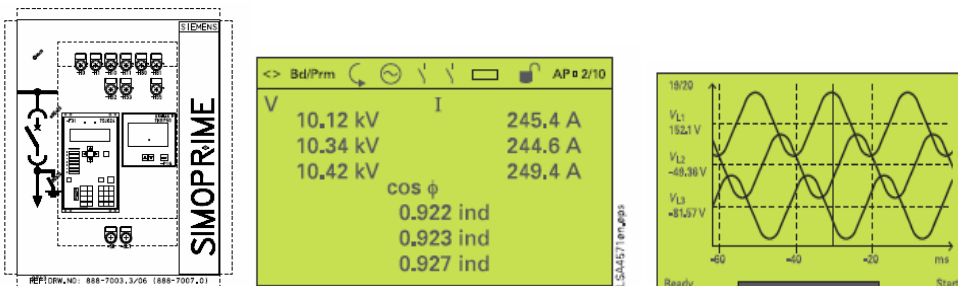 SIEMENS
SIMOPRIME
REF.DRW.NO: 888-7003.3/06 (888-7007.0)
<> Bd/Prm AP 2/10
V I
10.12 kV 245.4 A
10.34 kV 244.6 A
10.42 kV 249.4 A
cos ϕ
0.922 ind
0.923 ind
0.927 ind
LSA4571en.eps
19/20
VL1
152.1 V
VL2
-48.36 V
VL3
-81.57 V
-60 -40 -20 ms
Ready Start